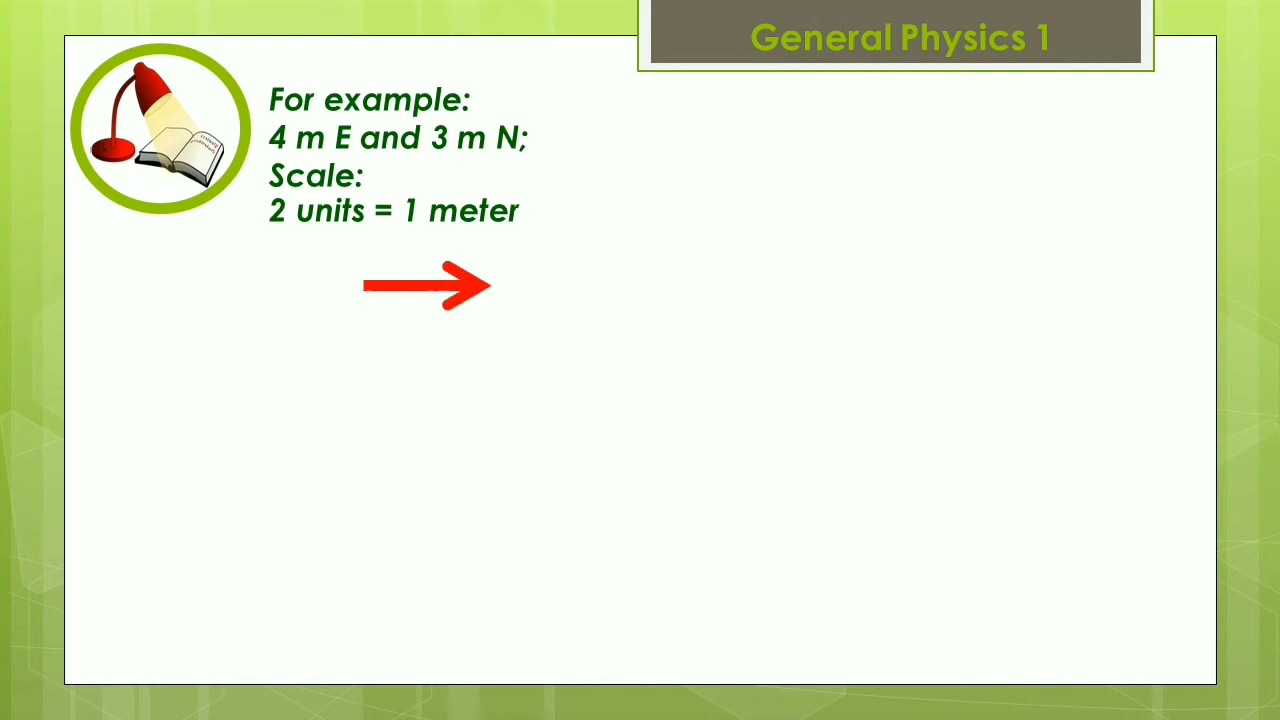 General Physics 1
For example:
4 m E and 3 m N;
Scale:
2 units = 1 meter